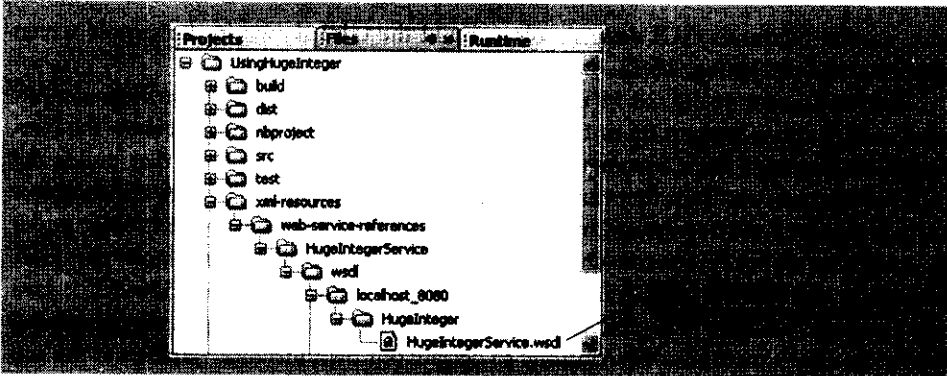 Projects Files Runtime
UsingHugeInteger
build
dist
nbproject
src
test
xml-resources
web-service-references
HugeIntegerService
wsdl
localhost_8080
HugeInteger
HugeIntegerService.wsdl